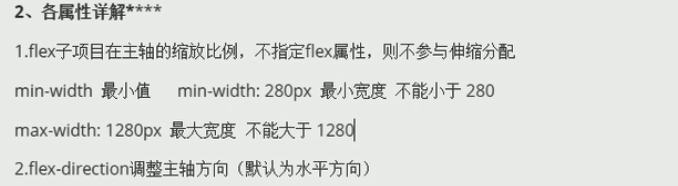 2、各属性详解****
1.flex子项目在主轴的缩放比例，不指定flex属性，则不参与伸缩分配
min-width 最小值 min-width: 280px 最小宽度 不能小于 280
max-width: 1280px 最大宽度 不能大于 1280
2.flex-direction调整主轴方向（默认为水平方向）